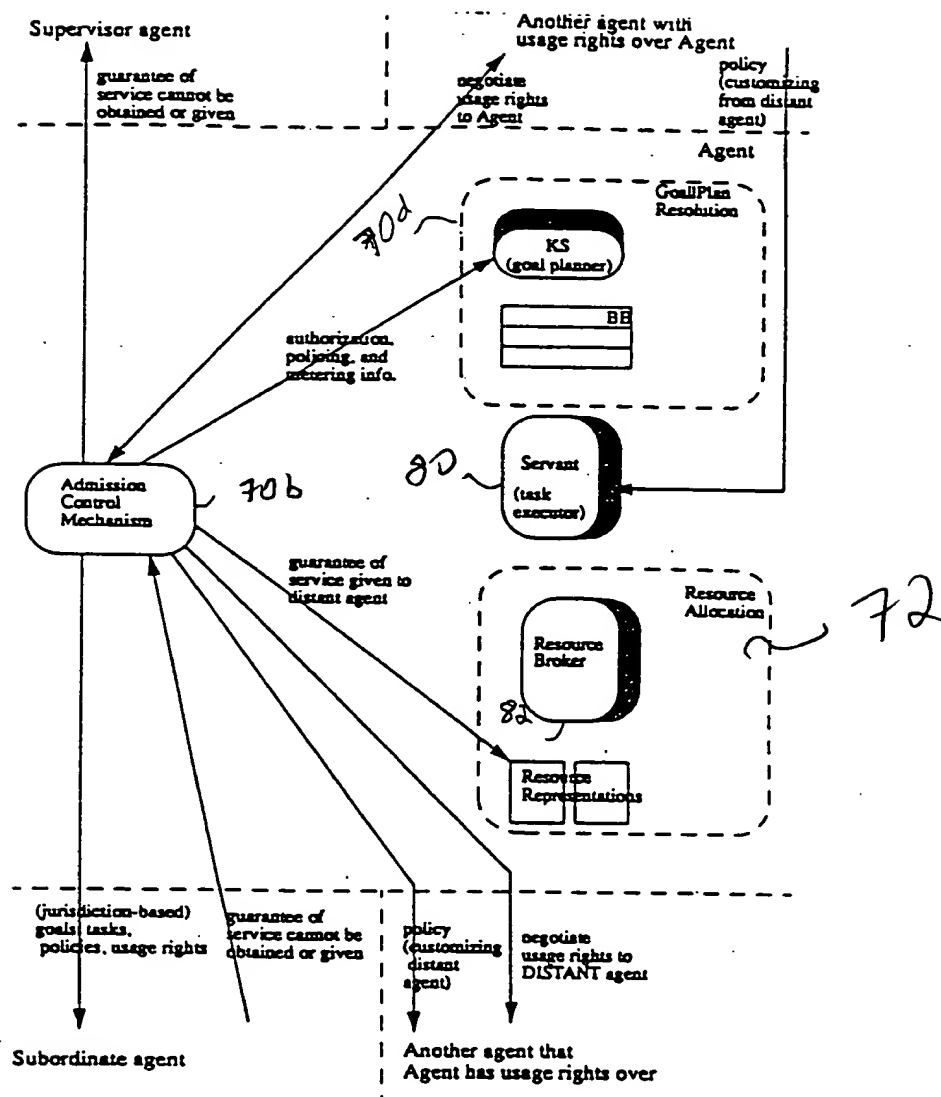 Supervisor agent
Another agent with
usage rights over Agent
guarantee of
service cannot be
obtained or given
negotiate
usage rights
to Agent
policy
(customizing
from distant
agent)
Agent
Goal/Plan
Resolution
70d
KS
(goal planner)
BB
authorization,
policing, and
metering info.
Admission
Control
Mechanism
70b
80
Servant
(task
executor)
guarantee of
service given to
distant agent
Resource
Allocation
72
Resource
Broker
82
Resource
Representations
(jurisdiction-based)
goals, tasks,
policies, usage rights
guarantee of
service cannot be
obtained or given
policy
(customizing
distant
agent)
negotiate
usage rights to
DISTANT agent
Subordinate agent
Another agent that
Agent has usage rights over